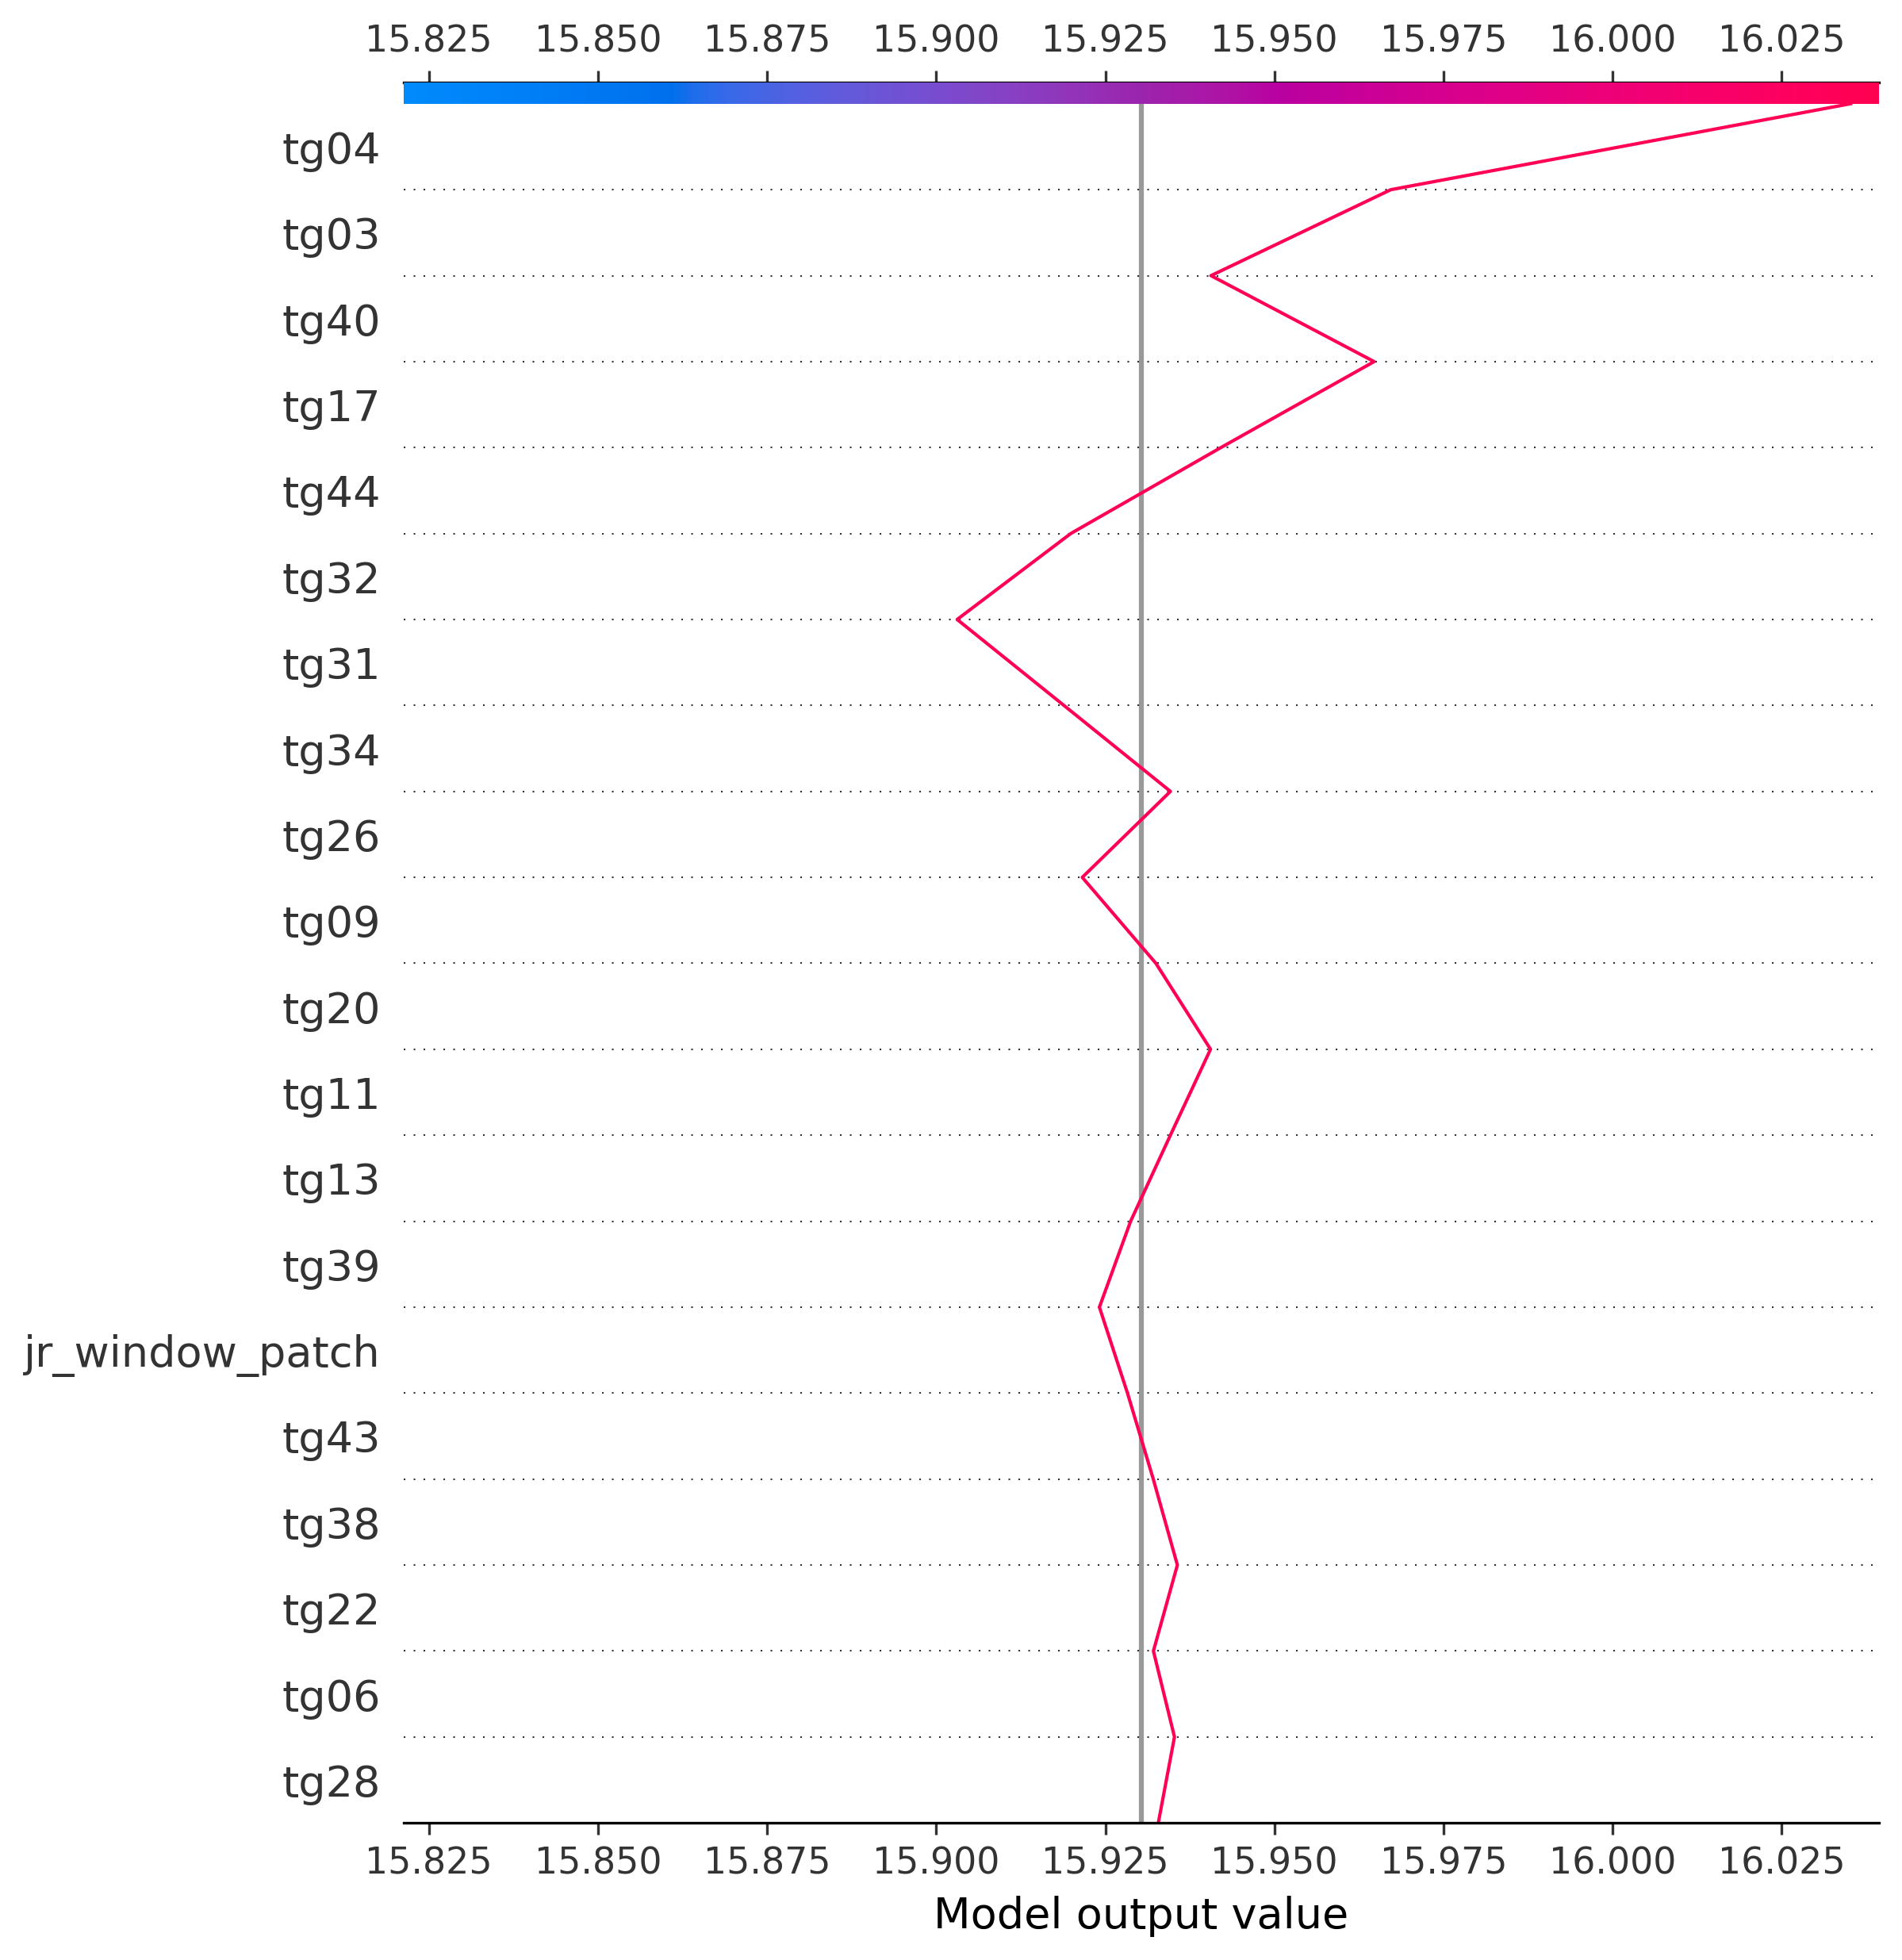 15.825 15.850 15.875 15.900 15.925 15.950 15.975 16.000 16.025
tg04
tg03
tg40
tg17
tg44
tg32
tg31
tg34
tg26
tg09
tg20
tg11
tg13
tg39
jr_window_patch
tg43
tg38
tg22
tg06
tg28
15.825 15.850 15.875 15.900 15.925 15.950 15.975 16.000 16.025
Model output value